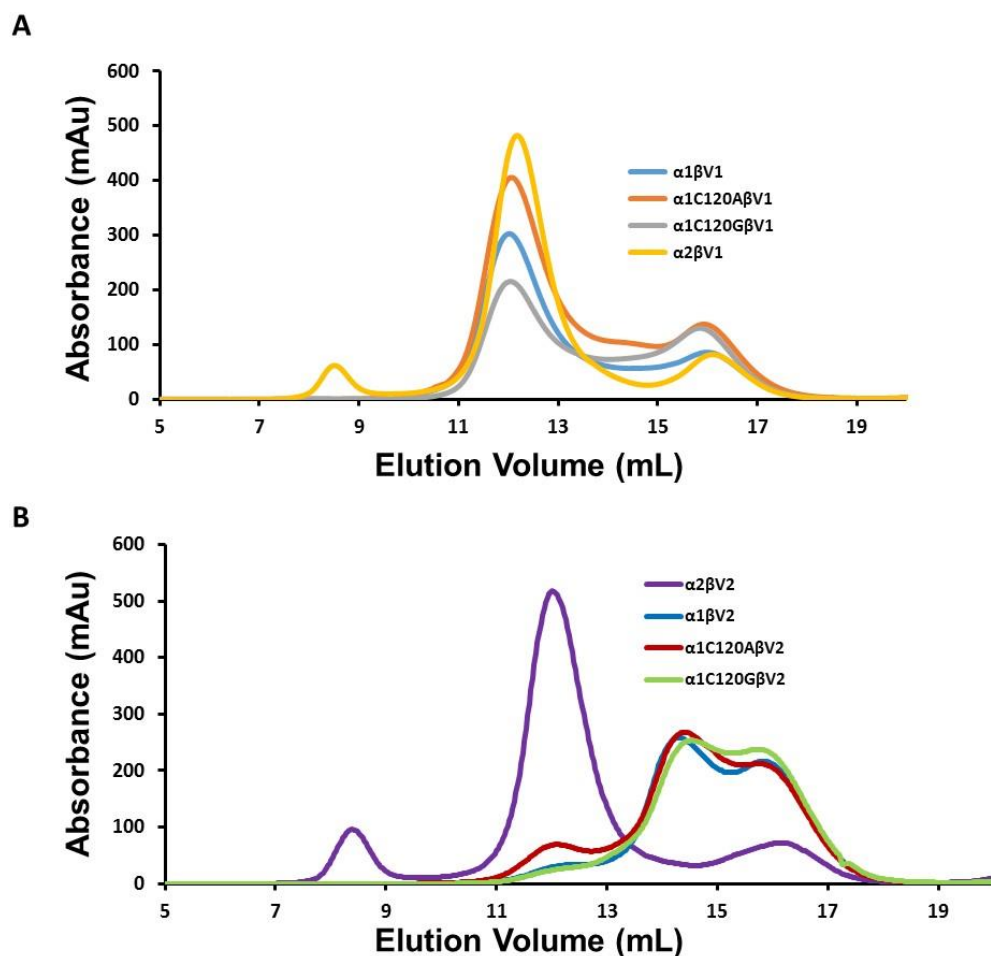 A
Absorbance (mAu)
600
500
400
300
200
100
0
5 7 9 11 13 15 17 19
Elution Volume (mL)
α1βV1
α1C120AβV1
α1C120GβV1
α2βV1
B
Absorbance (mAu)
600
500
400
300
200
100
0
5 7 9 11 13 15 17 19
Elution Volume (mL)
α2βV2
α1βV2
α1C120AβV2
α1C120GβV2